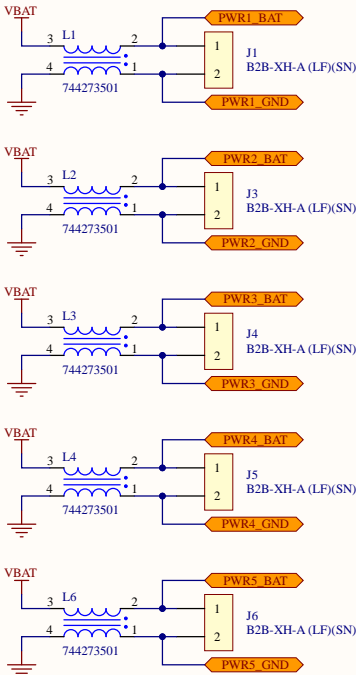 VBAT
PWR1_BAT
3 L1 2
1
J1
B2B-XH-A (LF)(SN)
4 1
2
744273501
PWR1_GND
VBAT
PWR2_BAT
3 L2 2
1
J3
B2B-XH-A (LF)(SN)
4 1
2
744273501
PWR2_GND
VBAT
PWR3_BAT
3 L3 2
1
J4
B2B-XH-A (LF)(SN)
4 1
2
744273501
PWR3_GND
VBAT
PWR4_BAT
3 L4 2
1
J5
B2B-XH-A (LF)(SN)
4 1
2
744273501
PWR4_GND
VBAT
PWR5_BAT
3 L6 2
1
J6
B2B-XH-A (LF)(SN)
4 1
2
744273501
PWR5_GND